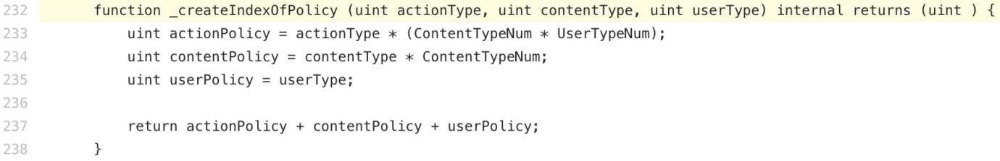 232 function _createIndexOfPolicy (uint actionType, uint contentType, uint userType) internal returns (uint ) {
233 uint actionPolicy = actionType * (ContentTypeNum * UserTypeNum);
234 uint contentPolicy = contentType * ContentTypeNum;
235 uint userPolicy = userType;
236
237 return actionPolicy + contentPolicy + userPolicy;
238 }